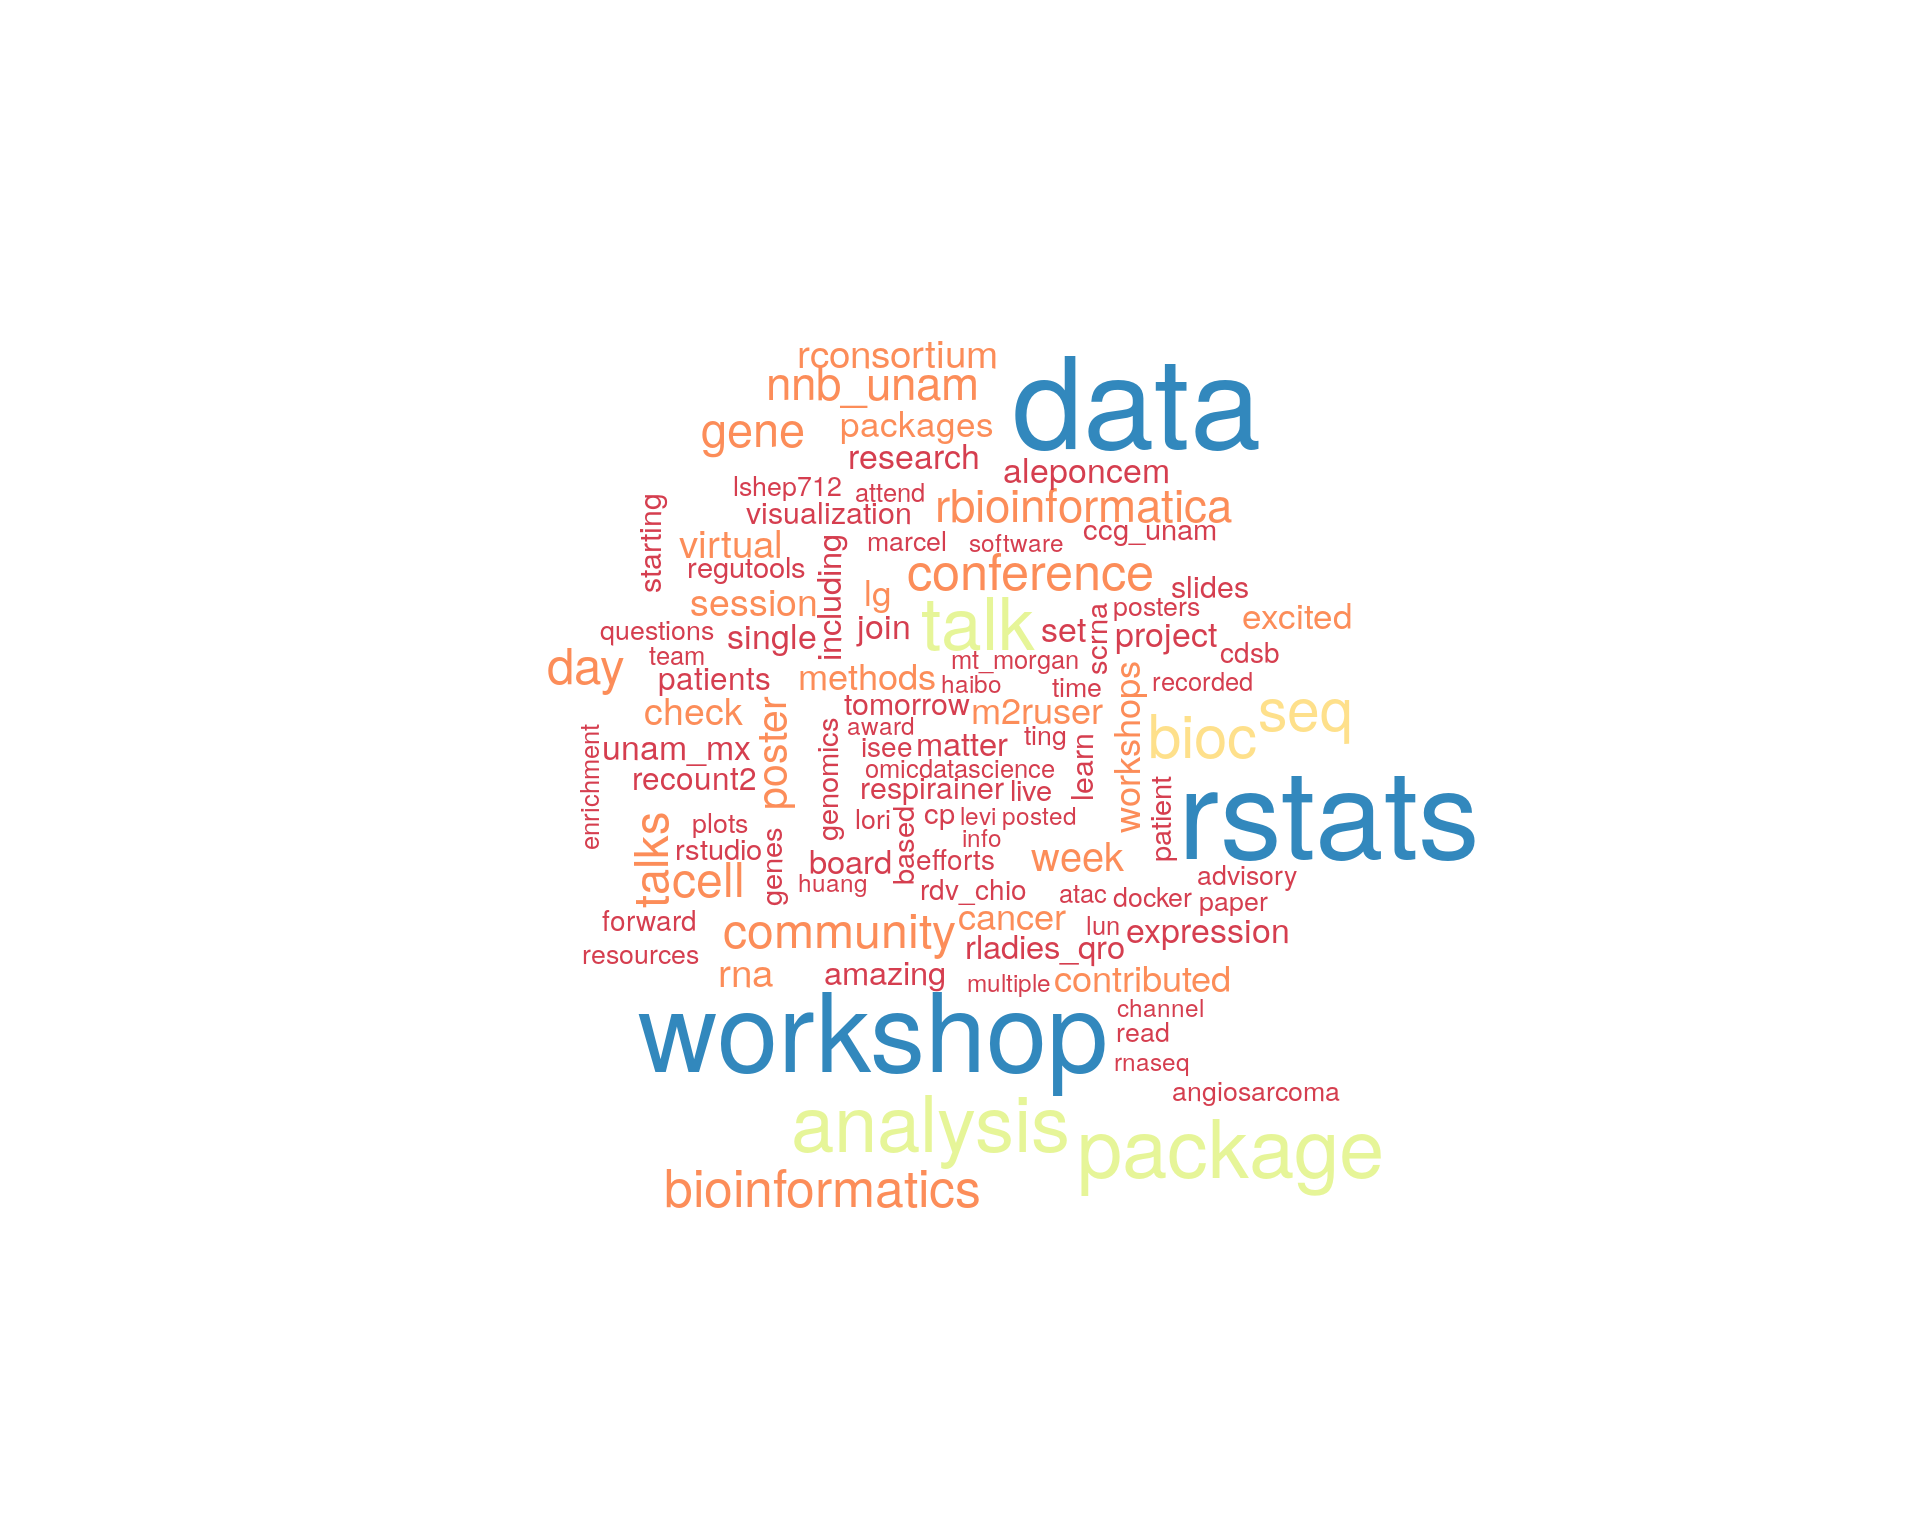 rconsortium
nnb_unam
data
gene
packages
research
aleponcem
lshep712
attend
rbioinformatica
visualization
starting
ccg_unam
virtual
marcel
software
including
regutools
conference
slides
session
lg
talk
posters
excited
questions
single
join
set
scrna
project
team
cdsb
day
patients
methods
mt_morgan
haibo
time
recorded
workshops
check
poster
tomorrow
m2ruser
bioc
seq
award
ting
enrichment
unam_mx
genomics
isee
matter
learn
recount2
omicdatascience
respirainer
live
patient
rstats
talks
plots
lori
based
cp
levi
posted
rstudio
info
genes
board
efforts
week
cell
huang
rdv_chio
atac
docker
advisory
paper
forward
community
cancer
lun
expression
resources
rladies_qro
rna
amazing
multiple
contributed
workshop
channel
read
rnaseq
angiosarcoma
analysis
package
bioinformatics